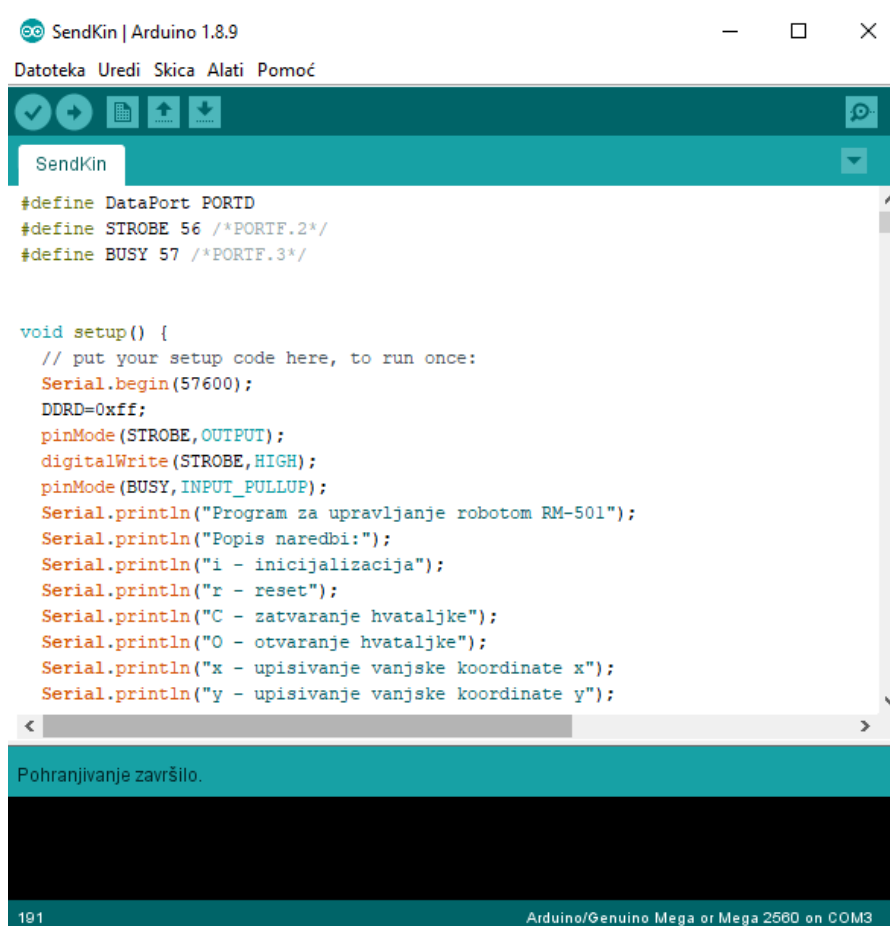 SendKin | Arduino 1.8.9
Datoteka Uredi Skica Alati Pomoć
SendKin
#define DataPort PORTD
#define STROBE 56 /*PORTF.2*/
#define BUSY 57 /*PORTF.3*/
void setup() {
// put your setup code here, to run once:
Serial.begin(57600);
DDRD=0xff;
pinMode(STROBE,OUTPUT);
digitalWrite(STROBE,HIGH);
pinMode(BUSY,INPUT_PULLUP);
Serial.println("Program za upravljanje robotom RM-501");
Serial.println("Popis naredbi:");
Serial.println("i - inicijalizacija");
Serial.println("r - reset");
Serial.println("C - zatvaranje hvataljke");
Serial.println("O - otvaranje hvataljke");
Serial.println("x - upisivanje vanjske koordinate x");
Serial.println("y - upisivanje vanjske koordinate y");
Pohranjivanje završilo.
191 Arduino/Genuino Mega or Mega 2560 on COM3